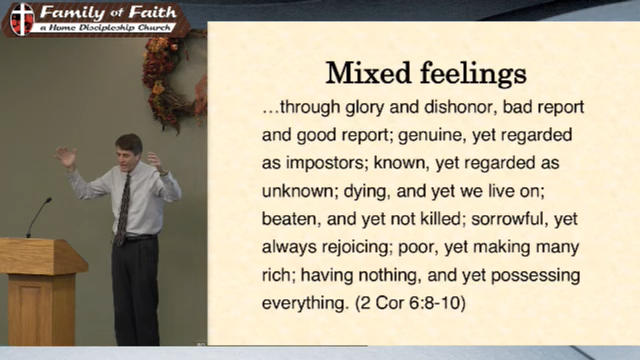 Family of Faith
a Home Discipleship Church
Mixed feelings
…through glory and dishonor, bad report
and good report; genuine, yet regarded
as impostors; known, yet regarded as
unknown; dying, and yet we live on;
beaten, and yet not killed; sorrowful, yet
always rejoicing; poor, yet making many
rich; having nothing, and yet possessing
everything. (2 Cor 6:8-10)